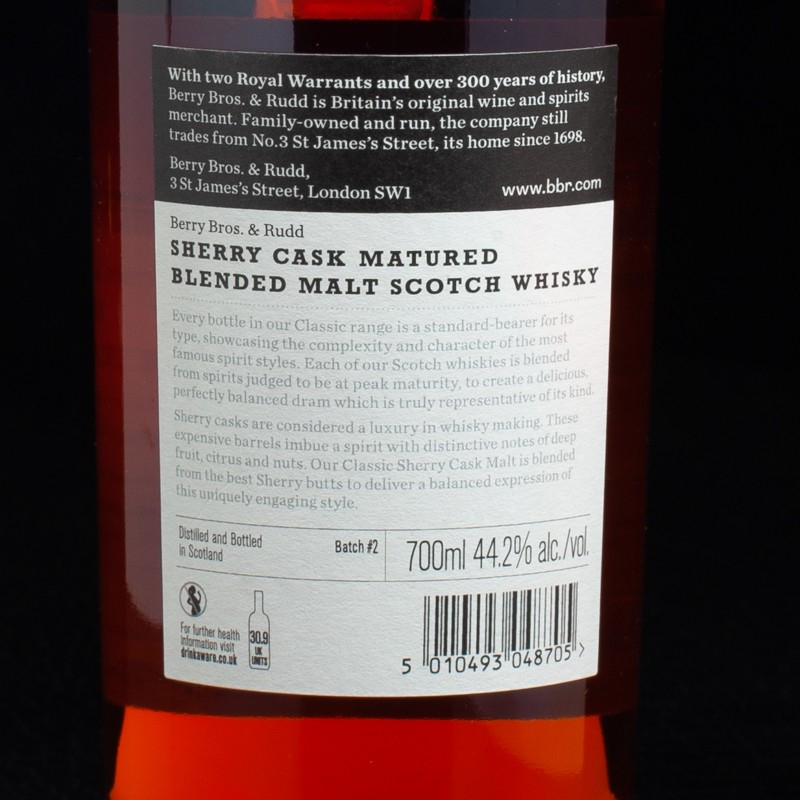 With two Royal Warrants and over 300 years of history,
Berry Bros. & Rudd is Britain's original wine and spirits
merchant. Family-owned and run, the company still
trades from No.3 St James's Street, its home since 1698.
Berry Bros. & Rudd,
3 St James's Street, London SW1
www.bbr.com
Berry Bros. & Rudd
SHERRY CASK MATURED
BLENDED MALT SCOTCH WHISKY
Every bottle in our Classic range is a standard-bearer for its
type, showcasing the complexity and character of the most
famous spirit styles. Each of our Scotch whiskies is blended
from spirits judged to be at peak maturity, to create a delicious,
perfectly balanced dram which is truly representative of its kind.
Sherry casks are considered a luxury in whisky making. These
expensive barrels imbue a spirit with distinctive notes of deep
fruit, citrus and nuts. Our Classic Sherry Cask Malt is blended
from the best Sherry butts to deliver a balanced expression of
this uniquely engaging style.
Distilled and Bottled
in Scotland
Batch #2
700ml 44.2% alc./vol.
For further health
information visit
drinkaware.co.uk
30.9
UK
UNITS
5 010493 048705 >